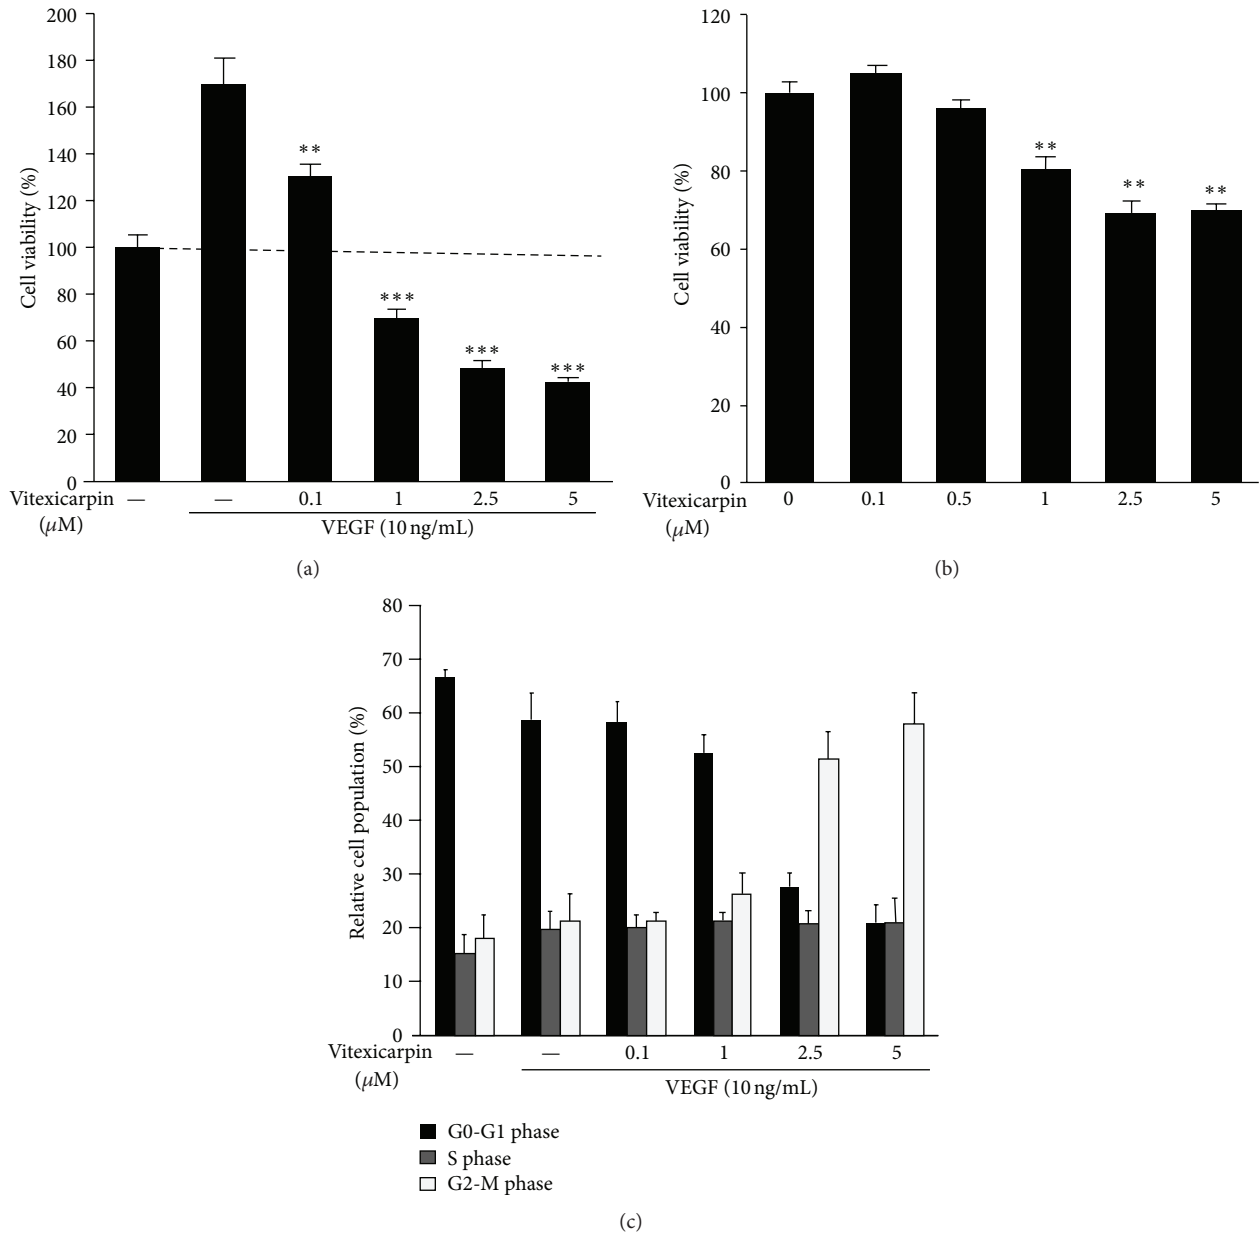 200
180
160
140
120
100
80
60
40
20
0
Cell viability (%)
**
***
***
***
Vitexicarpin — — 0.1 1 2.5 5
(μM)
VEGF (10 ng/mL)
(a)
120
100
80
60
40
20
0
Cell viability (%)
**
**
**
Vitexicarpin 0 0.1 0.5 1 2.5 5
(μM)
(b)
80
70
60
50
40
30
20
10
0
Relative cell population (%)
Vitexicarpin — — 0.1 1 2.5 5
(μM)
VEGF (10 ng/mL)
G0-G1 phase
S phase
G2-M phase
(c)